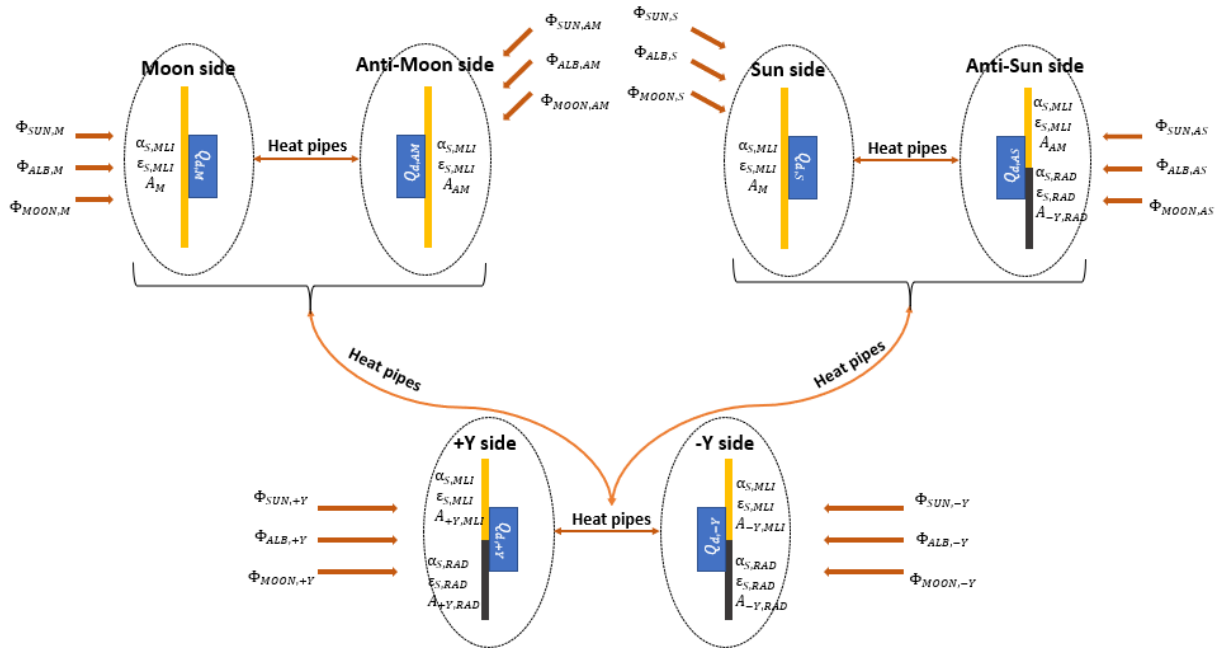 Moon side
Φ_SUN,M
Φ_ALB,M
Φ_MOON,M
α_S,MLI
ε_S,MLI
A_M
Q_d,M
Heat pipes
Anti-Moon side
Q_d,AM
α_S,MLI
ε_S,MLI
A_AM
Φ_SUN,AM
Φ_ALB,AM
Φ_MOON,AM
Φ_SUN,S
Φ_ALB,S
Φ_MOON,S
Sun side
α_S,MLI
ε_S,MLI
A_M
Q_d,S
Heat pipes
Anti-Sun side
Q_d,AS
α_S,MLI
ε_S,MLI
A_AM
α_S,RAD
ε_S,RAD
A_−Y,RAD
Φ_SUN,AS
Φ_ALB,AS
Φ_MOON,AS
Heat pipes
Heat pipes
+Y side
Φ_SUN,+Y
Φ_ALB,+Y
Φ_MOON,+Y
α_S,MLI
ε_S,MLI
A_+Y,MLI
α_S,RAD
ε_S,RAD
A_+Y,RAD
Q_d,+Y
Heat pipes
-Y side
Q_d,−Y
α_S,MLI
ε_S,MLI
A_−Y,MLI
α_S,RAD
ε_S,RAD
A_−Y,RAD
Φ_SUN,−Y
Φ_ALB,−Y
Φ_MOON,−Y